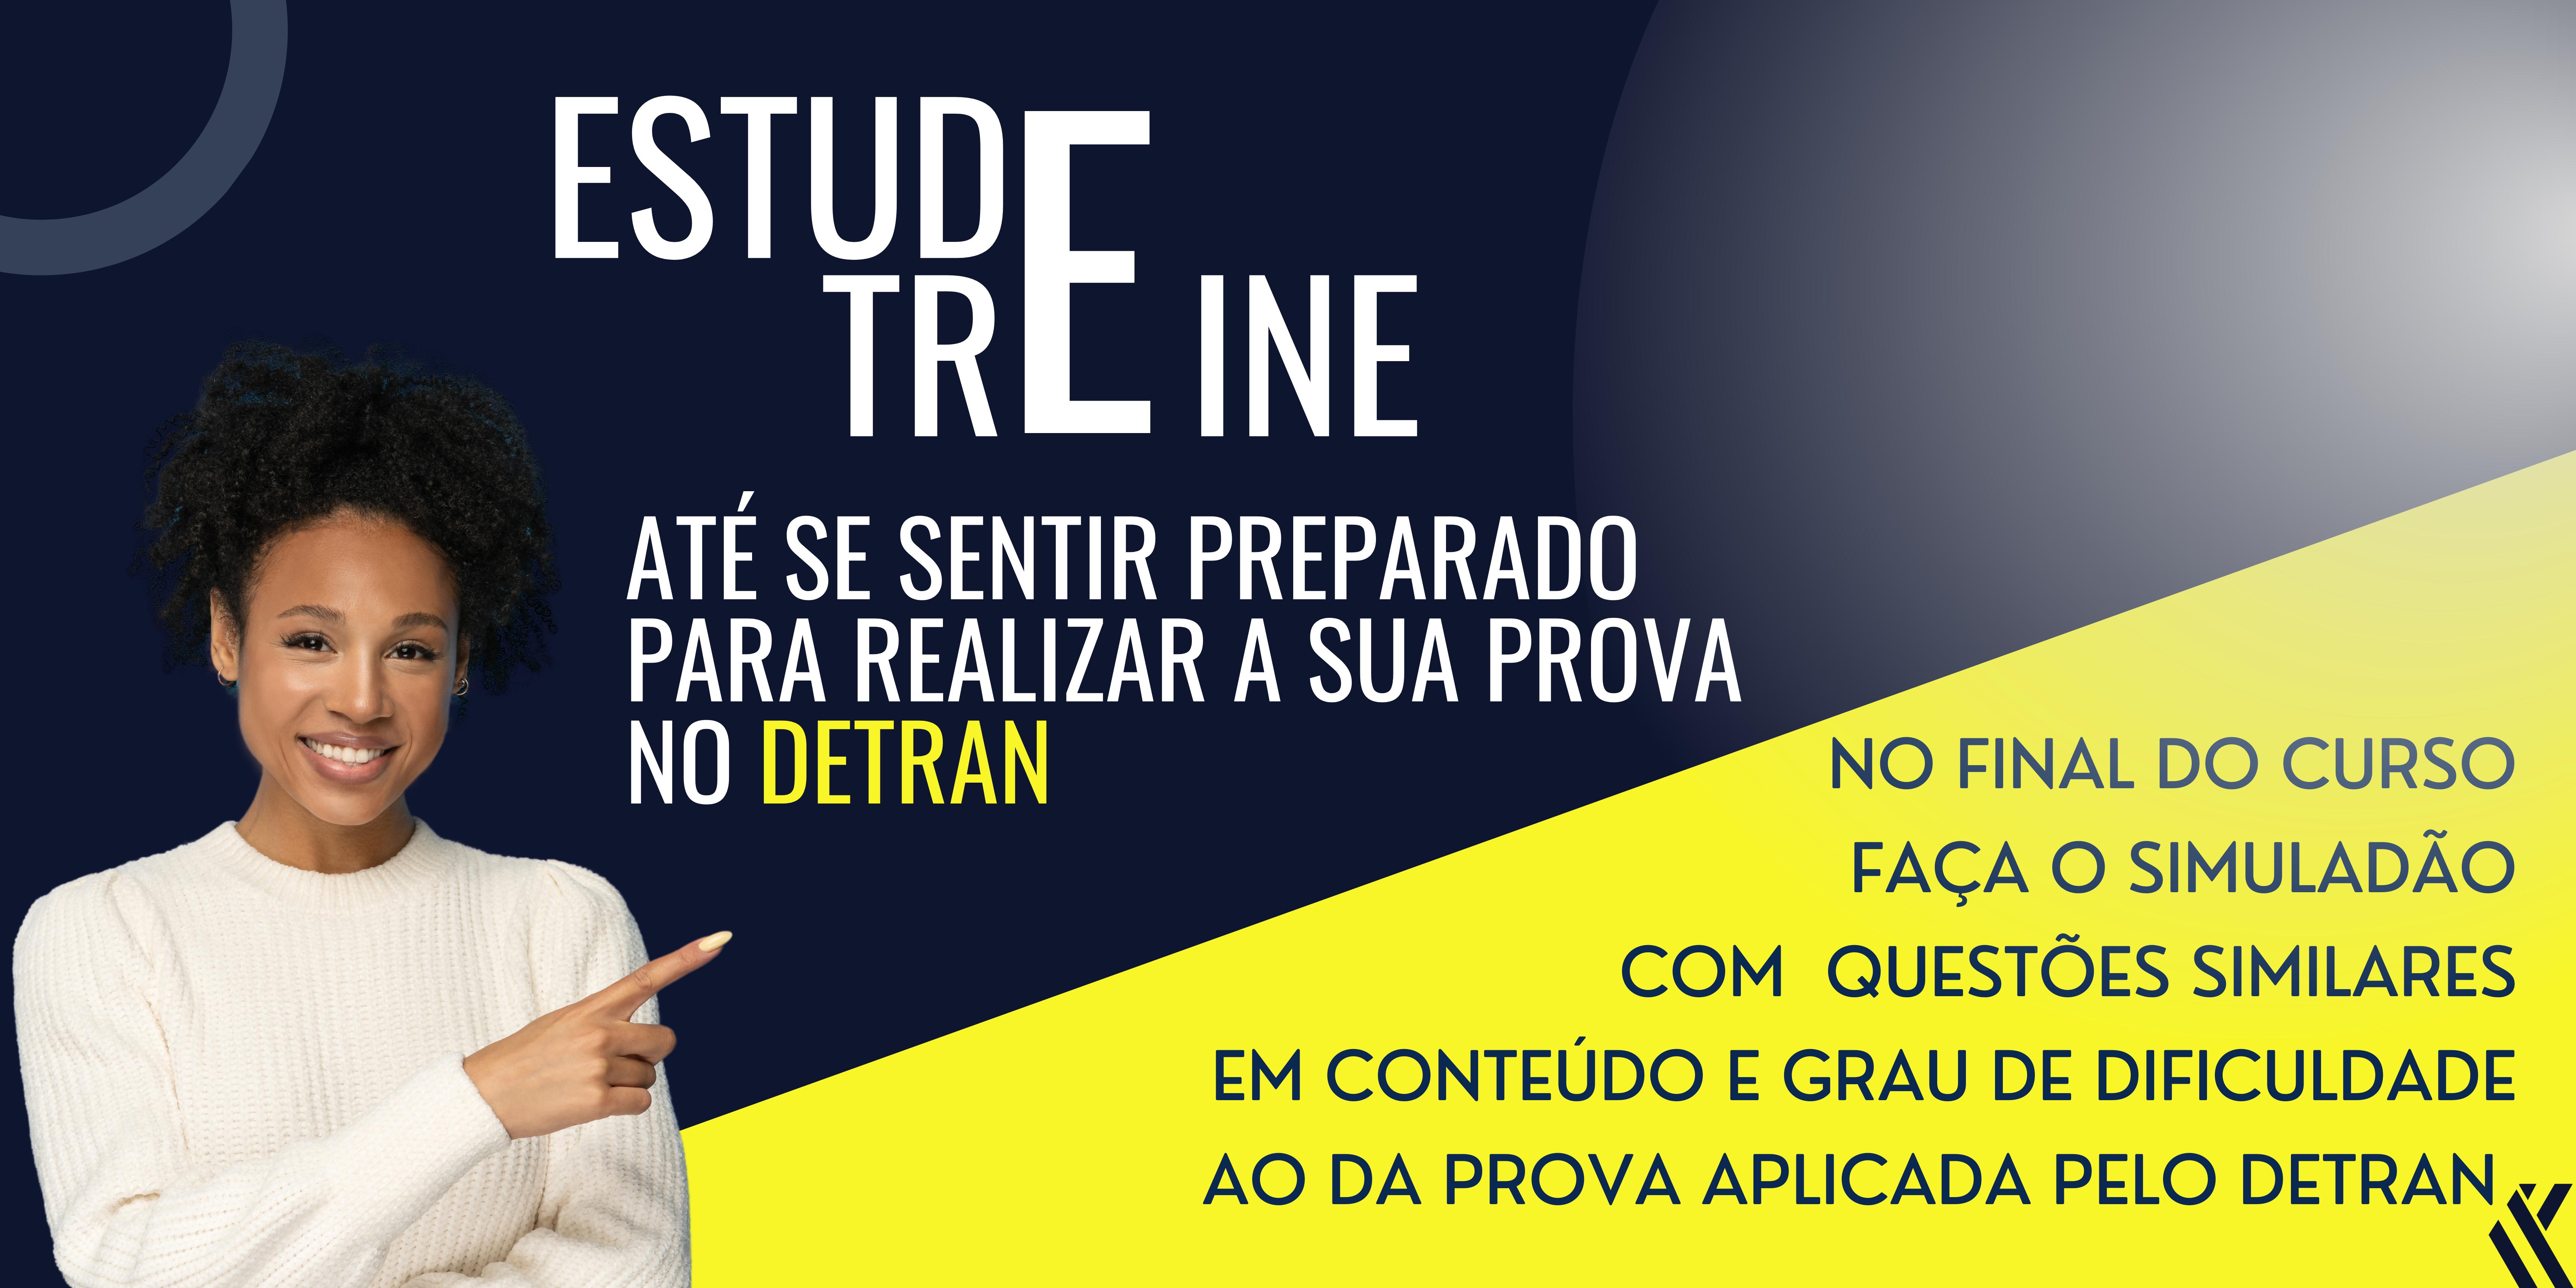 ESTUDE
TREINE
ATÉ SE SENTIR PREPARADO
PARA REALIZAR A SUA PROVA
NO DETRAN
NO FINAL DO CURSO
FAÇA O SIMULADÃO
COM QUESTÕES SIMILARES
EM CONTEÚDO E GRAU DE DIFICULDADE
AO DA PROVA APLICADA PELO DETRAN